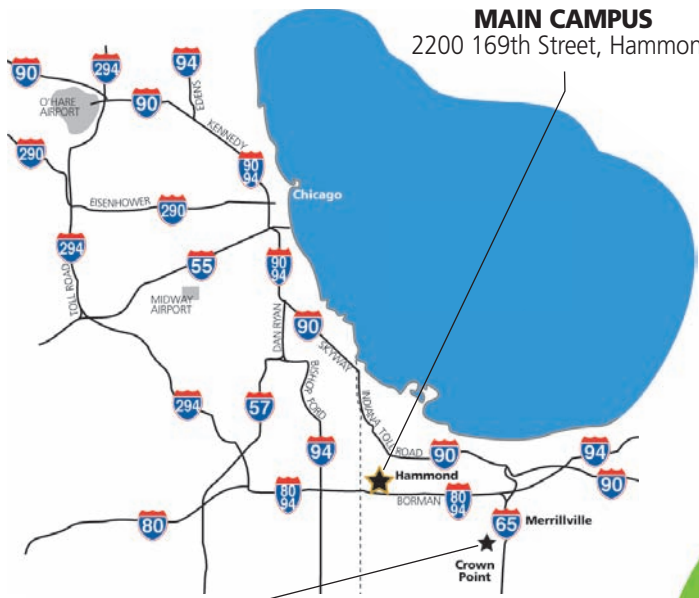 MAIN CAMPUS
2200 169th Street, Hammon
90
294
94
O'HARE
AIRPORT
90
EDENS
KENNEDY
290
90
94
Chicago
EISENHOWER
290
294
55
90
94
TOLL ROAD
MIDWAY
AIRPORT
DAN RYAN
90
SKYWAY
BISHOP
FORD
INDIANA TOLL
ROAD
294
57
94
90
94
Hammond
90
80
94
BORMAN
80
94
80
65
Merrillville
Crown
Point